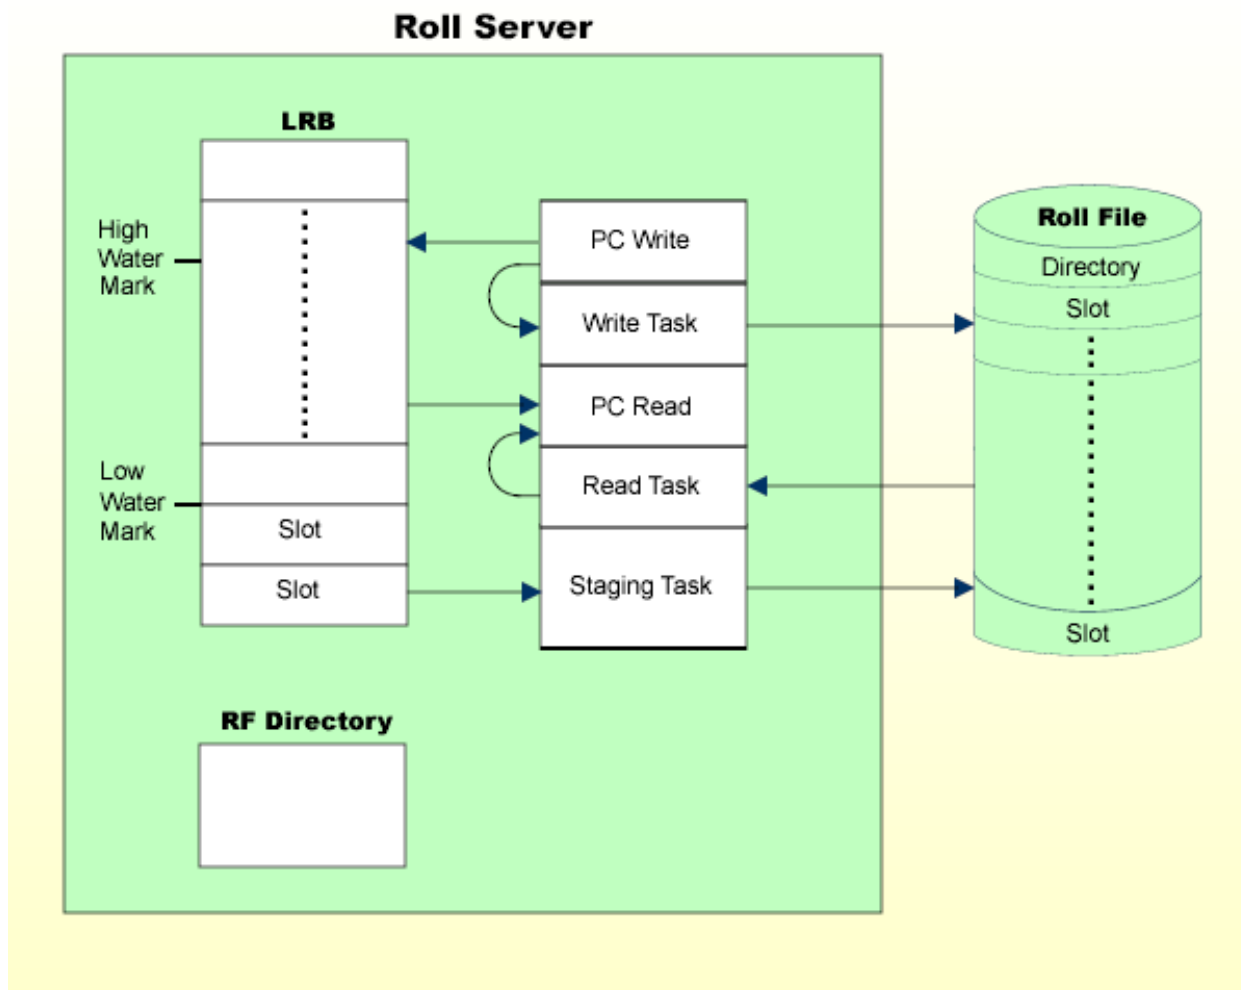 Roll Server
LRB
High
Water
Mark
Low
Water
Mark
Slot
Slot
PC Write
Write Task
PC Read
Read Task
Staging Task
Roll File
Directory
Slot
Slot
RF Directory